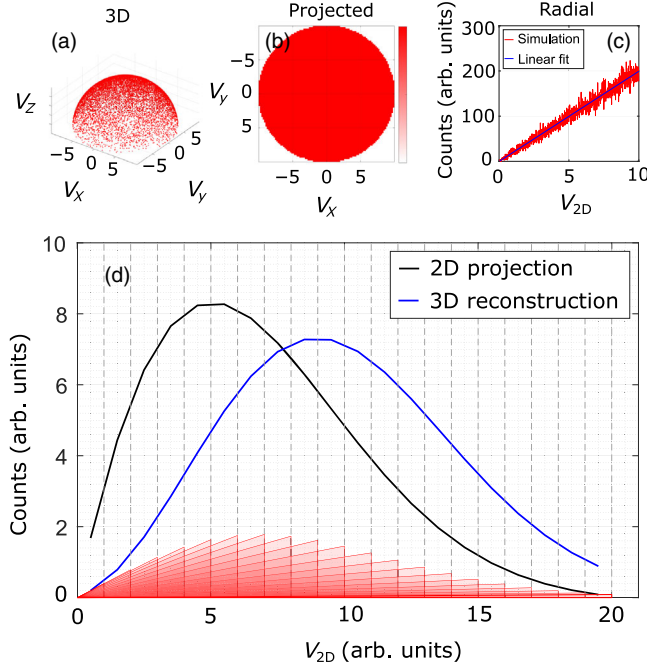 3D
Projected
Radial
(a)
(b)
(c)
V_Z
−5 0 5
−5 0 5
V_X
V_y
V_y
−5
0
5
−5 0 5
V_X
Counts (arb. units)
300
200
100
0
Simulation
Linear fit
0 5 10
V_2D
(d)
2D projection
3D reconstruction
Counts (arb. units)
10
8
6
4
2
0
0 5 10 15 20
V_2D (arb. units)